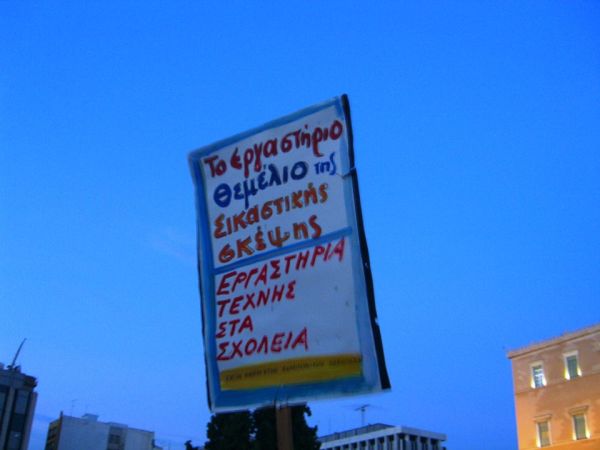 Το εργαστήριο
θεμέλιο της
εικαστικής
σκέψης
ΕΡΓΑΣΤΗΡΙΑ
ΤΕΧΝΗΣ
ΣΤΑ
ΣΧΟΛΕΙΑ